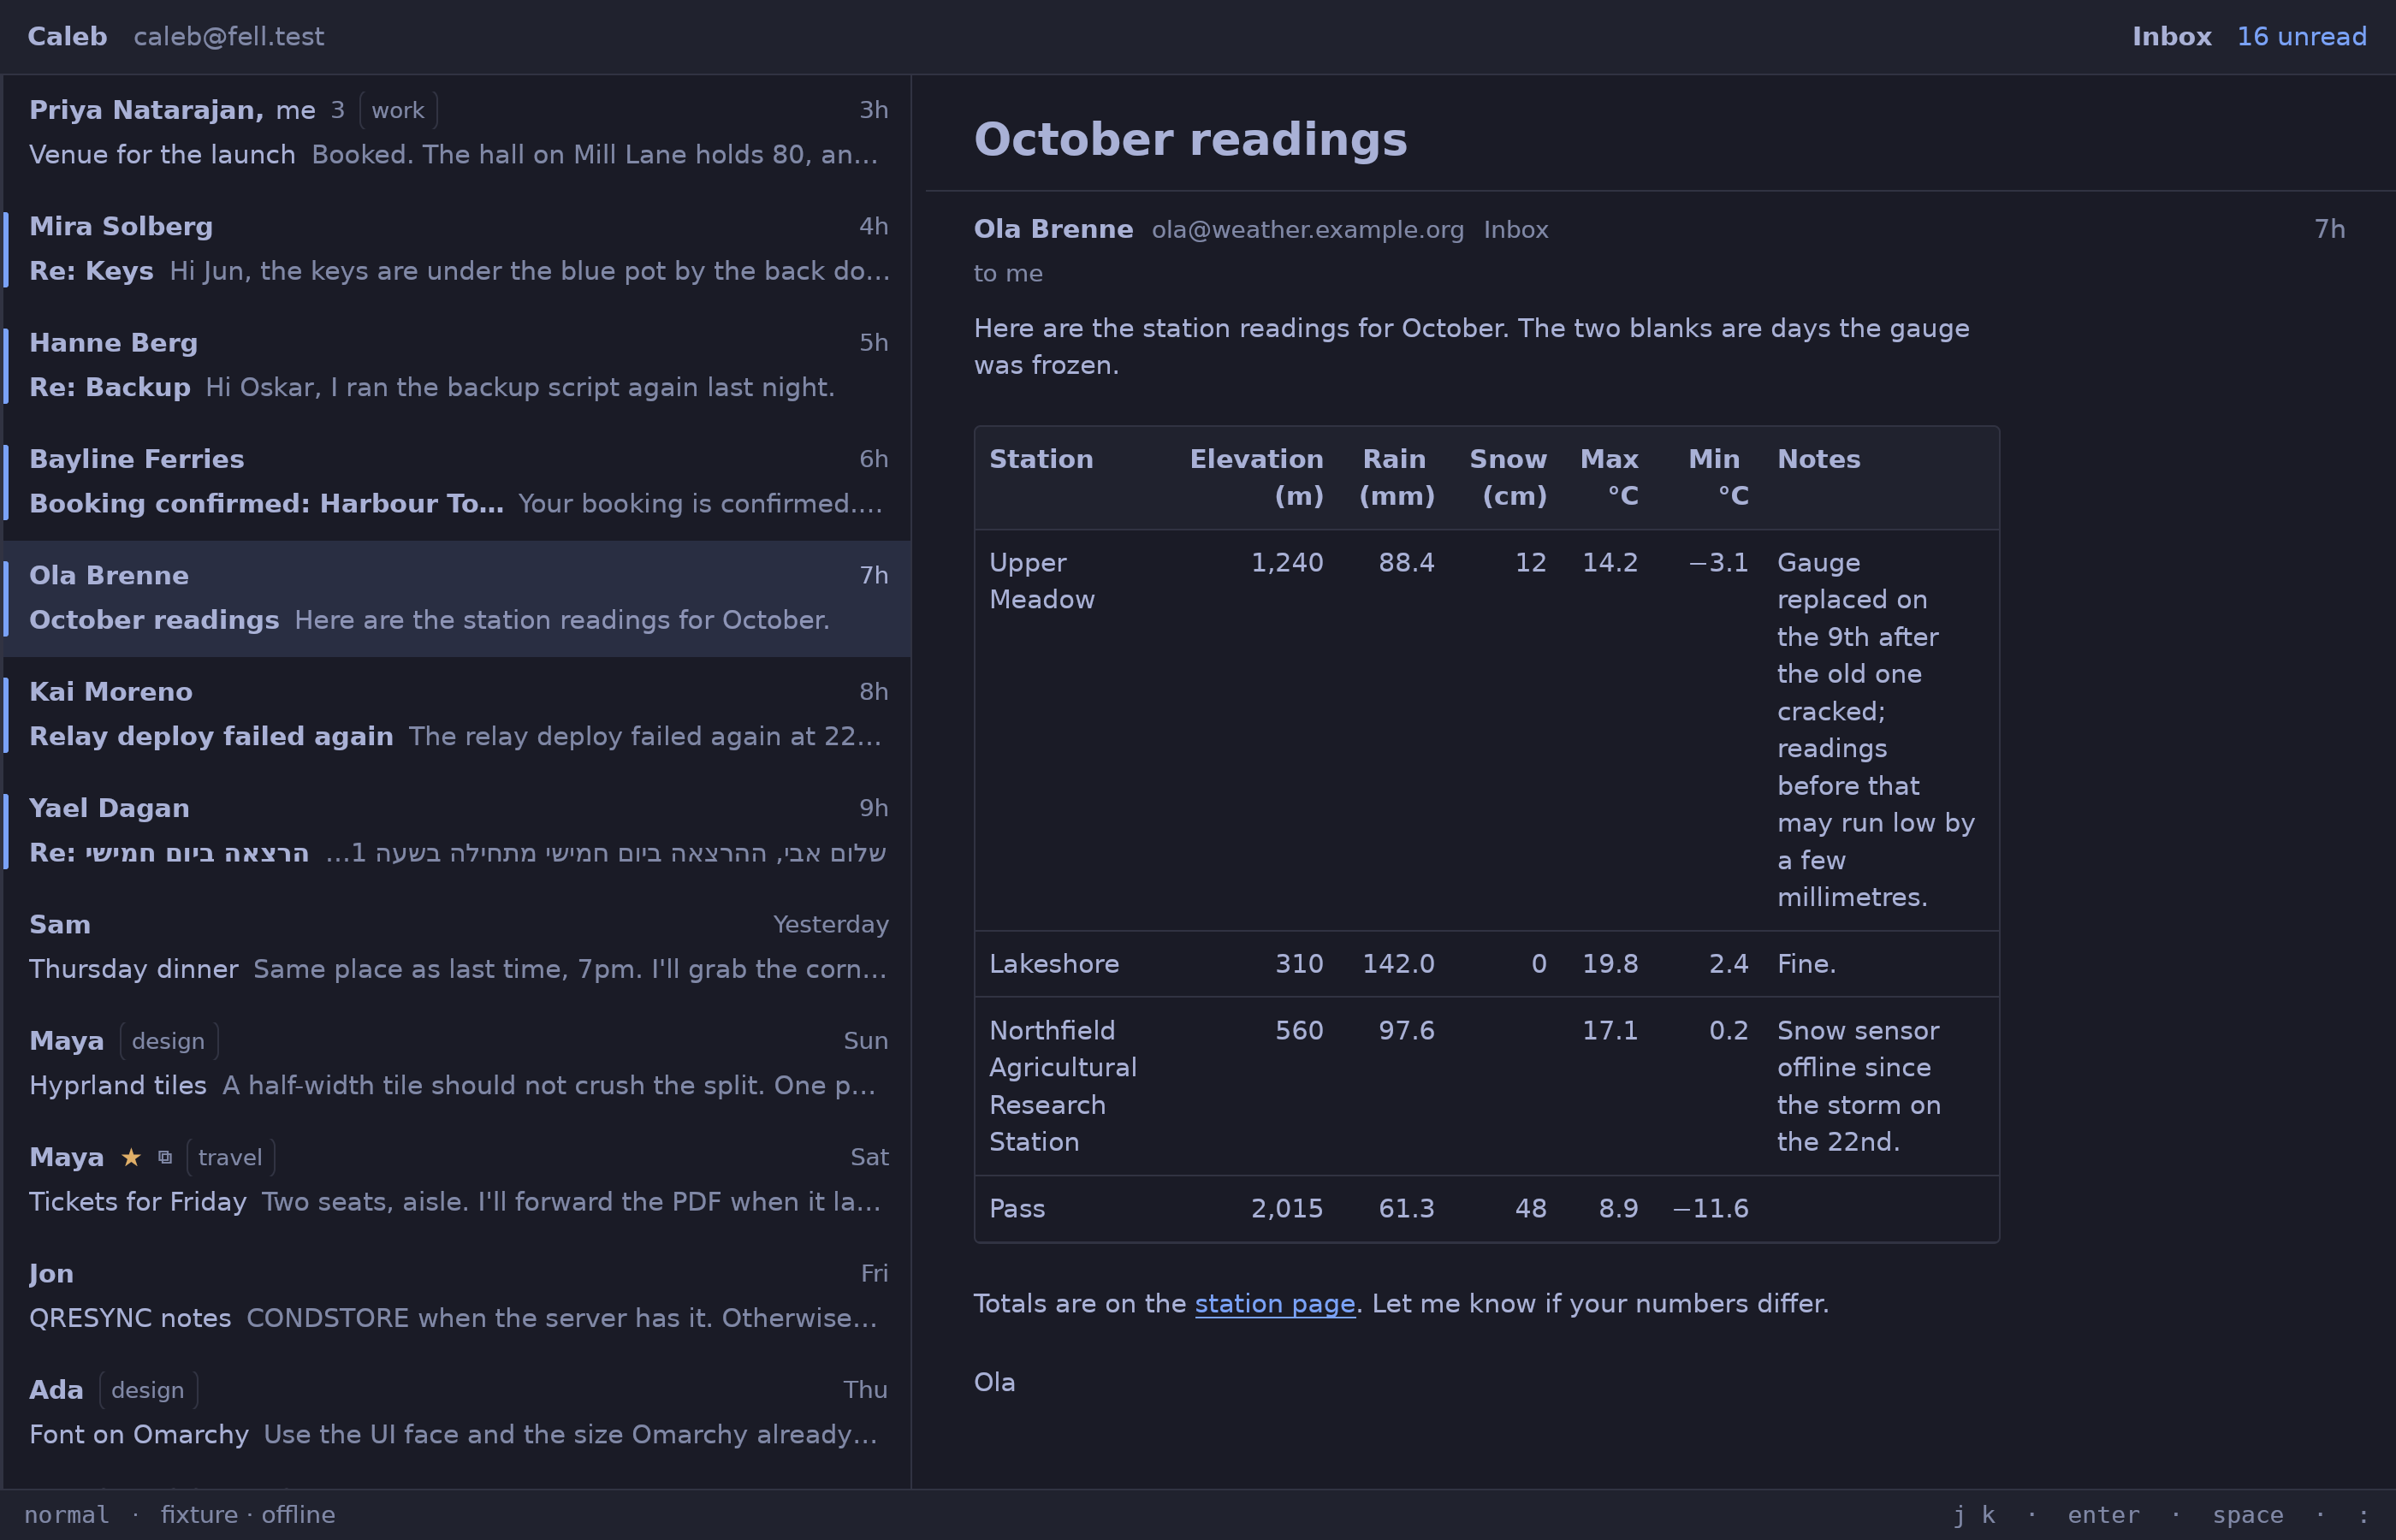 Caleb caleb@fell.test
Inbox 16 unread
Priya Natarajan, me 3 work 3h
Venue for the launch Booked. The hall on Mill Lane holds 80, an…
Mira Solberg 4h
Re: Keys Hi Jun, the keys are under the blue pot by the back do…
Hanne Berg 5h
Re: Backup Hi Oskar, I ran the backup script again last night.
Bayline Ferries 6h
Booking confirmed: Harbour To… Your booking is confirmed.…
Ola Brenne 7h
October readings Here are the station readings for October.
Kai Moreno 8h
Relay deploy failed again The relay deploy failed again at 22…
Yael Dagan 9h
Re: הרצאה ביום חמישי שלום אבי, ההרצאה ביום חמישי מתחילה בשעה 1…
Sam Yesterday
Thursday dinner Same place as last time, 7pm. I'll grab the corn…
Maya design Sun
Hyprland tiles A half-width tile should not crush the split. One p…
Maya ★ ⧉ travel Sat
Tickets for Friday Two seats, aisle. I'll forward the PDF when it la…
Jon Fri
QRESYNC notes CONDSTORE when the server has it. Otherwise…
Ada design Thu
Font on Omarchy Use the UI face and the size Omarchy already…
October readings
Ola Brenne ola@weather.example.org Inbox 7h
to me
Here are the station readings for October. The two blanks are days the gauge
was frozen.
Station Elevation Rain Snow Max Min Notes
(m) (mm) (cm) °C °C
Upper 1,240 88.4 12 14.2 −3.1 Gauge
Meadow replaced on
the 9th after
the old one
cracked;
readings
before that
may run low by
a few
millimetres.
Lakeshore 310 142.0 0 19.8 2.4 Fine.
Northfield 560 97.6 17.1 0.2 Snow sensor
Agricultural offline since
Research the storm on
Station the 22nd.
Pass 2,015 61.3 48 8.9 −11.6
Totals are on the station page. Let me know if your numbers differ.
Ola
normal · fixture · offline
j k · enter · space · :